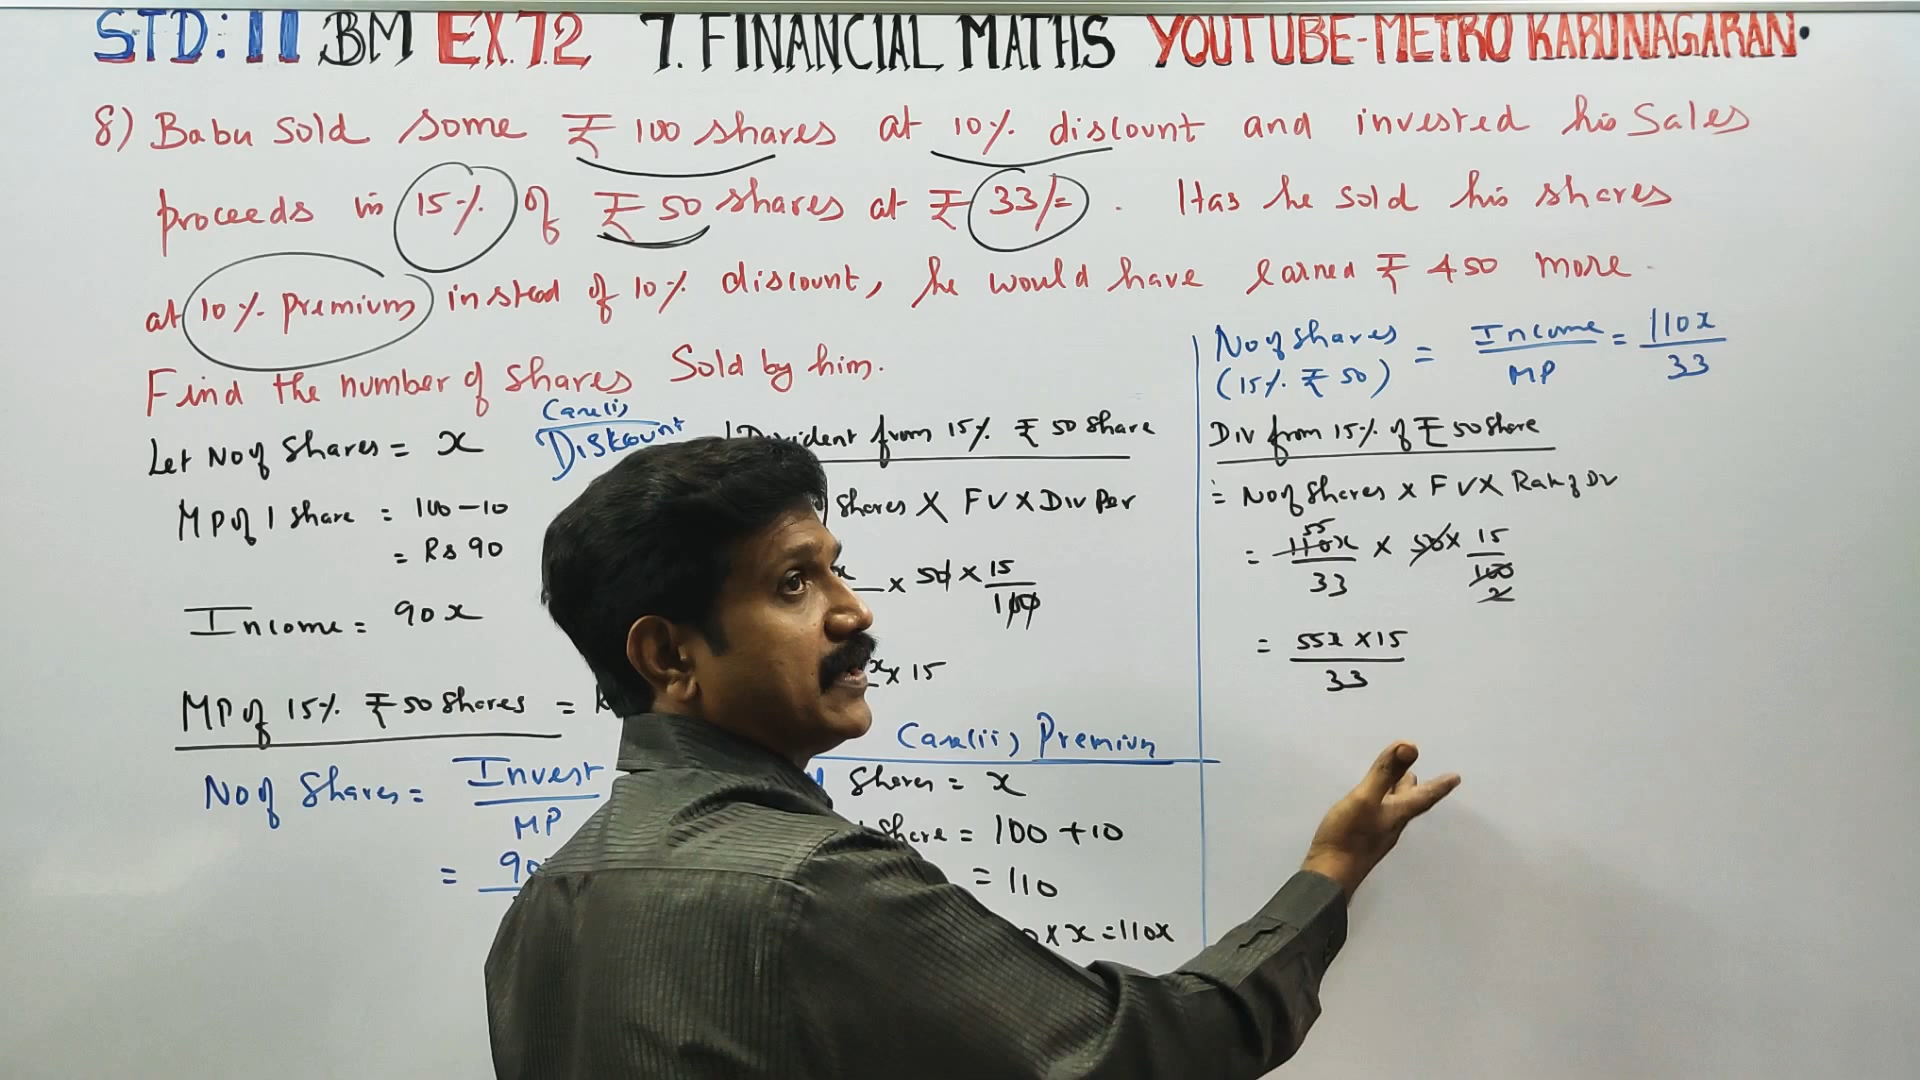 STD: 11 BM EX.7.2 7. FINANCIAL MATHS YOUTUBE-METRO KARUNAGARAN.
8) Babu sold some ₹ 100 shares at 10% discount and invested his sales
proceeds in 15% of ₹ 50 shares at ₹ 33/=. Has he sold his shares
at 10% premium instead of 10% discount, he would have earned ₹ 450 more.
Find the number of shares sold by him.
Let No of Shares = x
MP of 1 share = 100-10
= Rs 90
Income = 90x
MP of 15% ₹ 50 Shares =
No of Shares = Invest
MP
= 90
Case(i)
Diskount
Divident from 15% ₹ 50 Share
Shares X FV X Div Per
x × 50 × 15
100
x × 15
Case(ii) Premium
Shares = x
Share = 100 + 10
= 110
0 × x = 110x
No of shares (15% ₹ 50) = Income / MP = 110x / 33
Div from 15% of ₹ 50 Share
= No of Shares × FV × Rate of Div
55
= 110x / 33 × 50 × 15 / 100
2
= 55x × 15 / 33